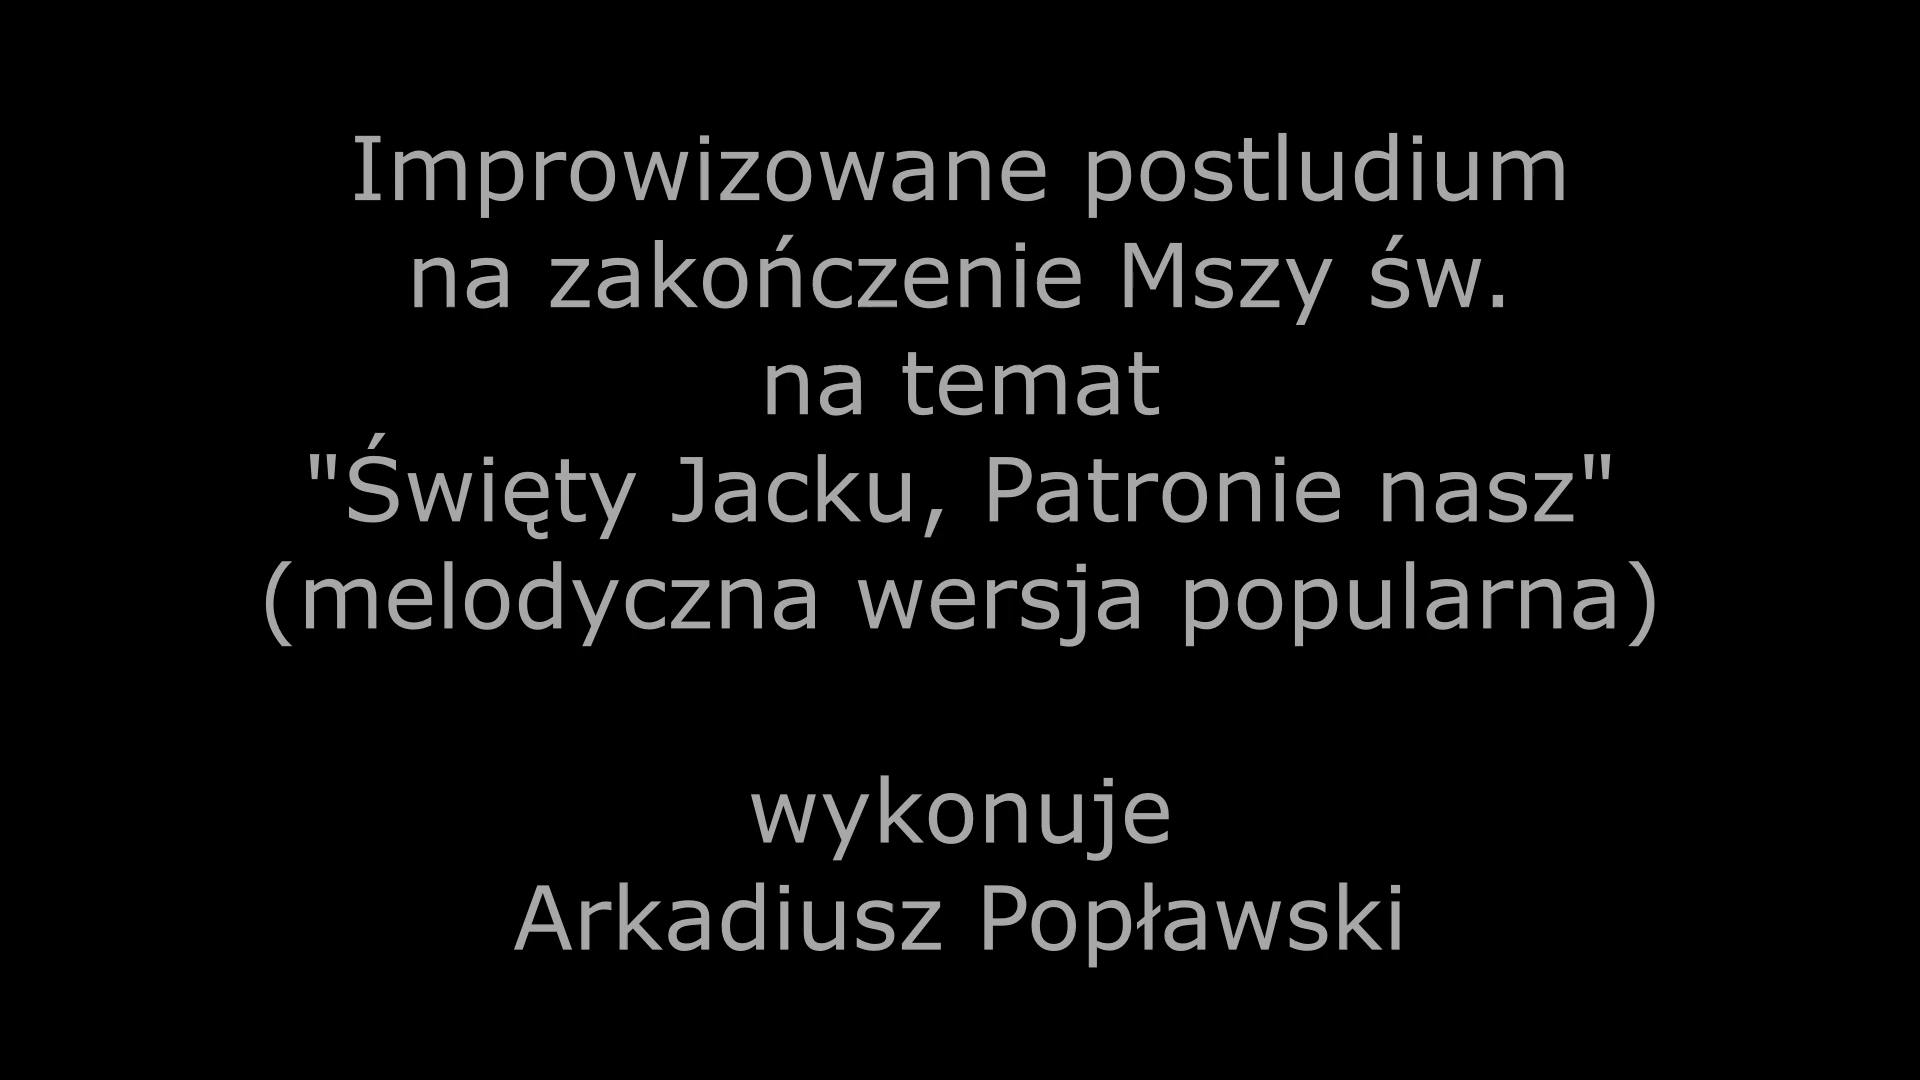 Improwizowane postludium
na zakończenie Mszy św.
na temat
"Święty Jacku, Patronie nasz"
(melodyczna wersja popularna)
wykonuje
Arkadiusz Popławski